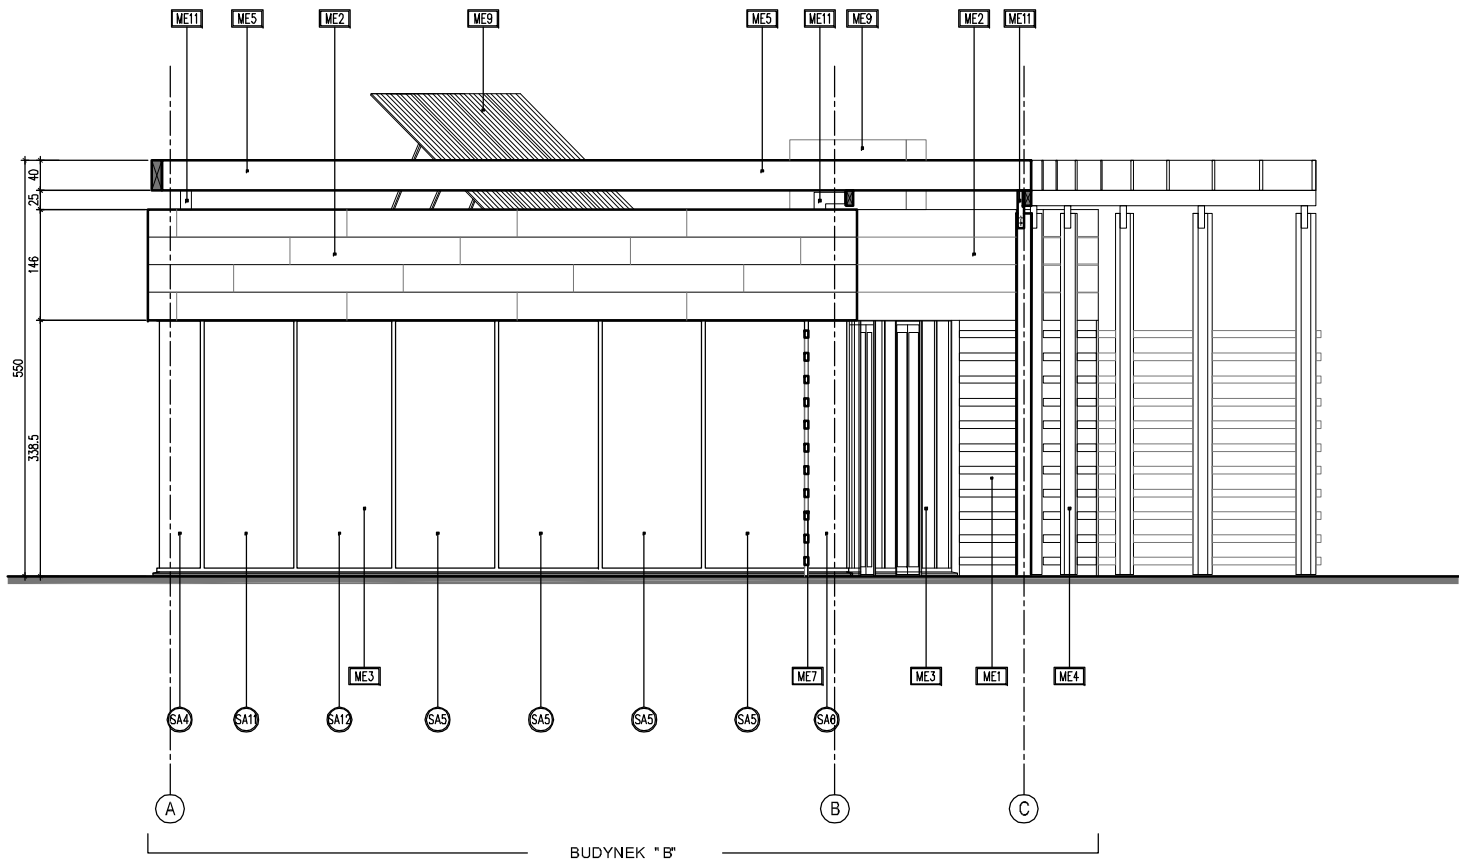 ME11 ME5 ME2 ME9 ME5 ME11 ME9 ME2 ME11
40
25
146
550
338.5
ME3 ME7 ME3 ME1 ME4
SA4 SA11 SA12 SA5 SA5 SA5 SA5 SA6
A B C
BUDYNEK "B"